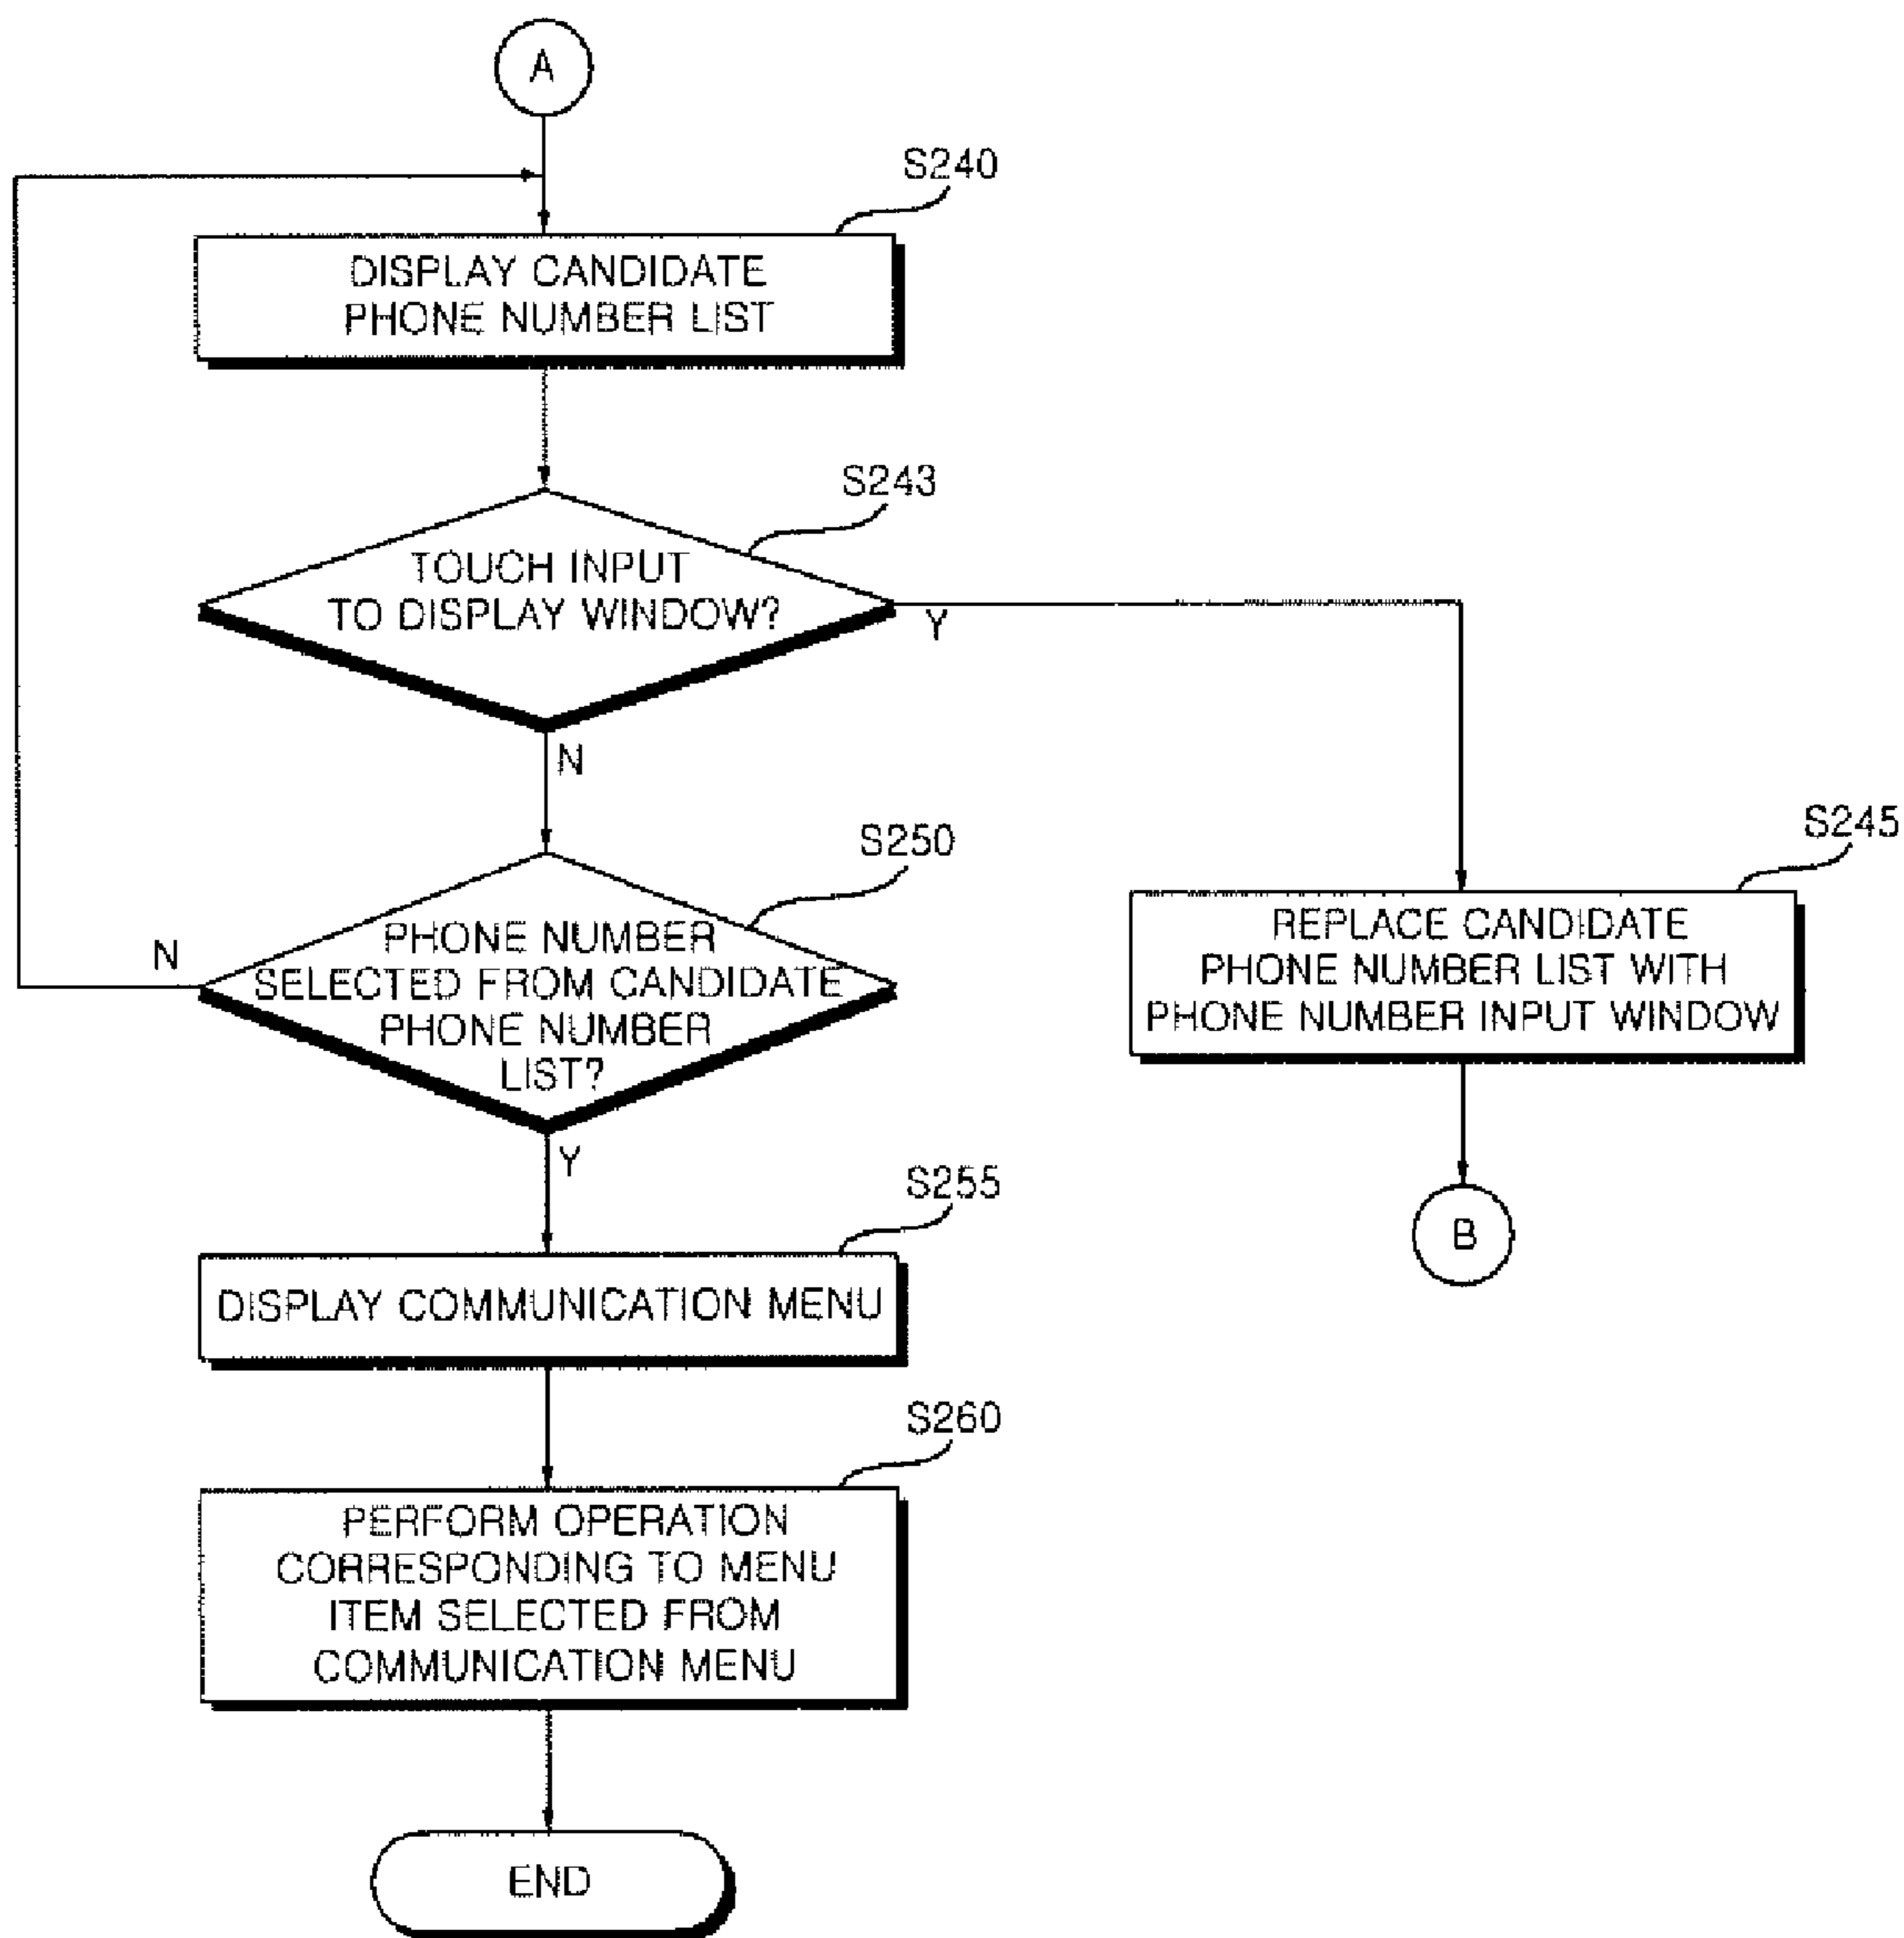 A
S240
DISPLAY CANDIDATE
PHONE NUMBER LIST
S243
TOUCH INPUT
TO DISPLAY WINDOW?
Y
N
S250
PHONE NUMBER
SELECTED FROM CANDIDATE
PHONE NUMBER
LIST?
N
Y
S245
REPLACE CANDIDATE
PHONE NUMBER LIST WITH
PHONE NUMBER INPUT WINDOW
B
S255
DISPLAY COMMUNICATION MENU
S260
PERFORM OPERATION
CORRESPONDING TO MENU
ITEM SELECTED FROM
COMMUNICATION MENU
END